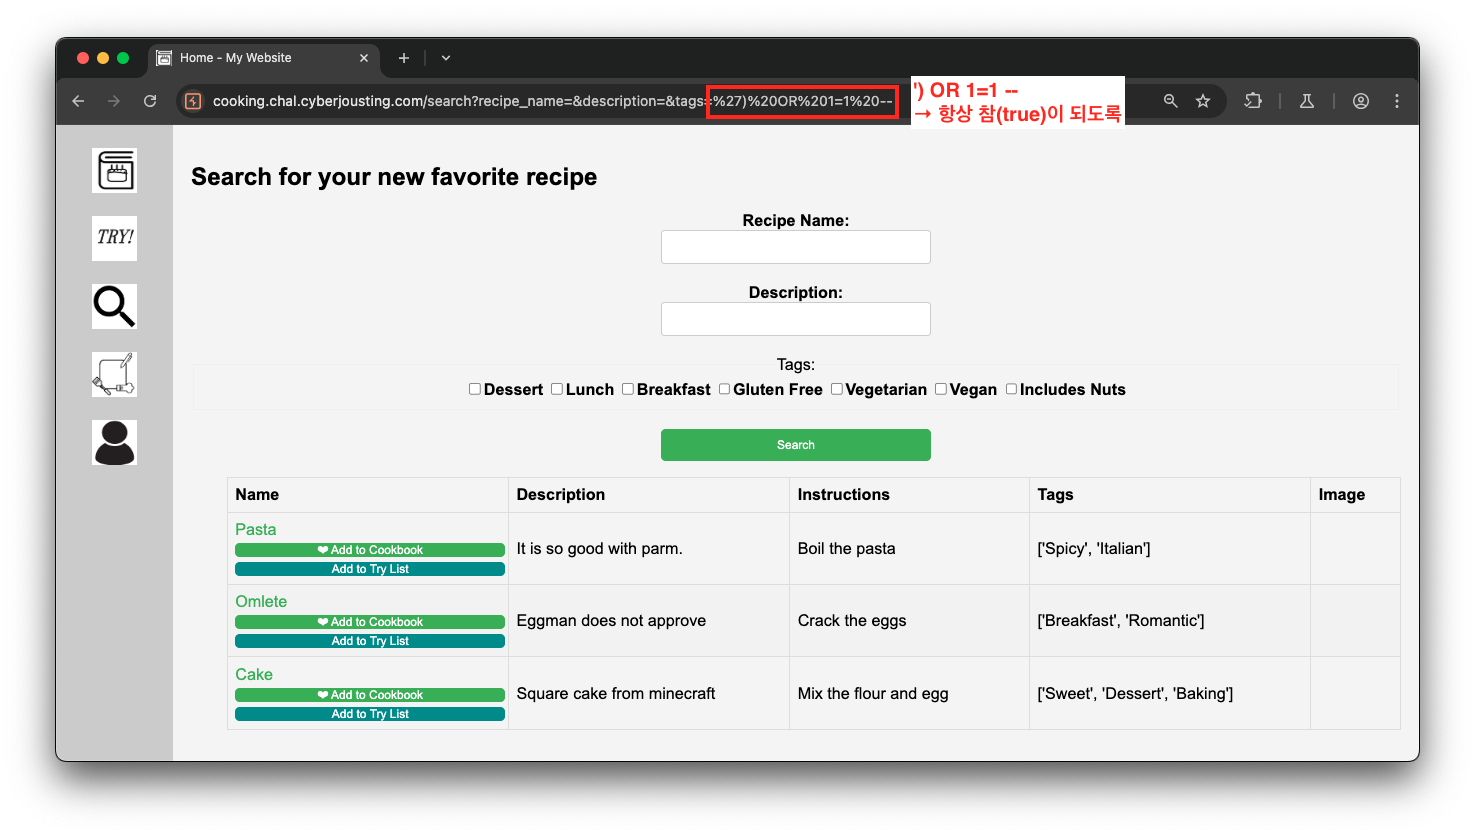 Home - My Website
cooking.chal.cyberjousting.com/search?recipe_name=&description=&tags=%27)%20OR%201=1%20--
') OR 1=1 --
→ 항상 참(true)이 되도록
TRY!
Search for your new favorite recipe
Recipe Name:
Description:
Tags:
Dessert Lunch Breakfast Gluten Free Vegetarian Vegan Includes Nuts
Search
Name Description Instructions Tags Image
Pasta
❤ Add to Cookbook
Add to Try List
It is so good with parm.
Boil the pasta
['Spicy', 'Italian']
Omlete
❤ Add to Cookbook
Add to Try List
Eggman does not approve
Crack the eggs
['Breakfast', 'Romantic']
Cake
❤ Add to Cookbook
Add to Try List
Square cake from minecraft
Mix the flour and egg
['Sweet', 'Dessert', 'Baking']